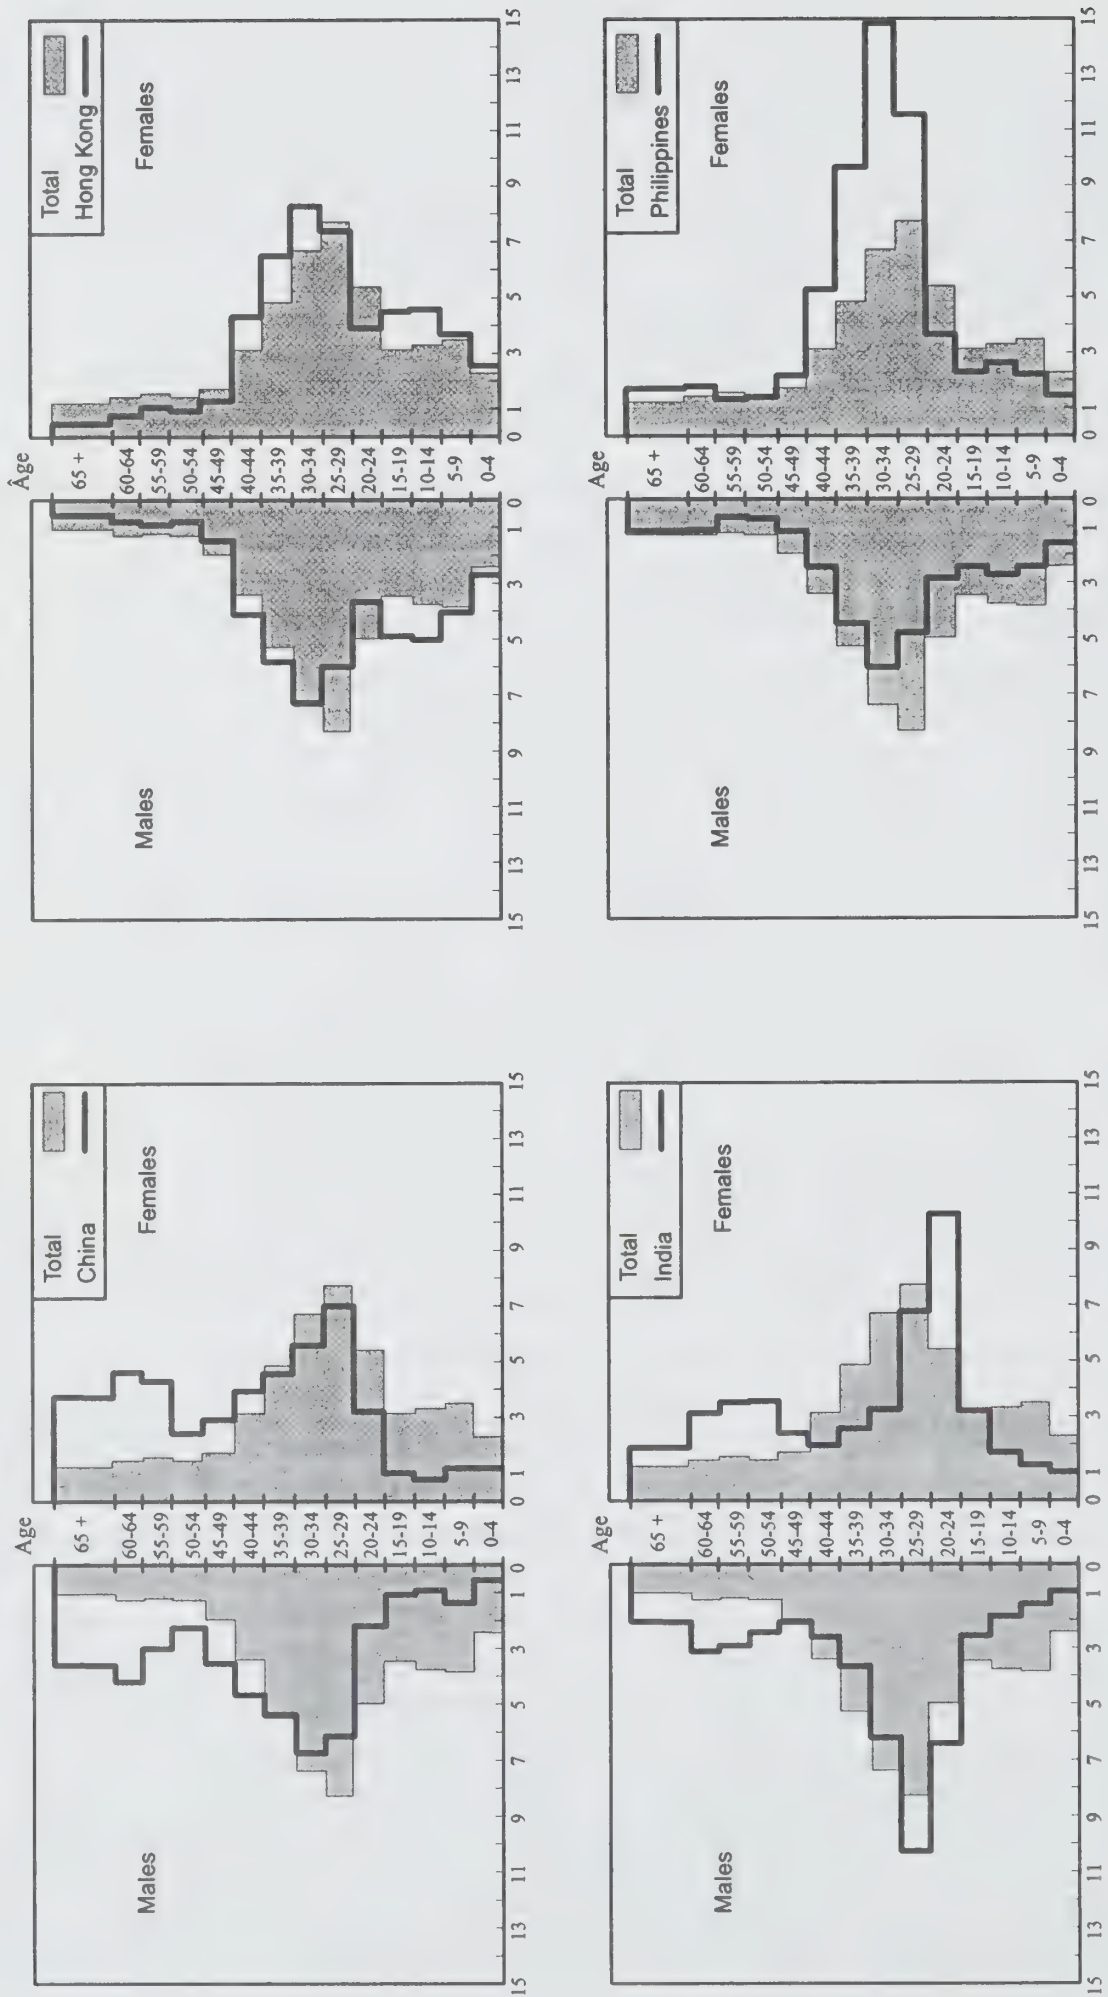 Age
Total
China
Males
Females
65 +
60-64
55-59
50-54
45-49
40-44
35-39
30-34
25-29
20-24
15-19
10-14
5-9
0-4
15 13 11 9 7 5 3 1 0 0 1 3 5 7 9 11 13 15
Âge
Total
Hong Kong
Males
Females
65 +
60-64
55-59
50-54
45-49
40-44
35-39
30-34
25-29
20-24
15-19
10-14
5-9
0-4
15 13 11 9 7 5 3 1 0 0 1 3 5 7 9 11 13 15
Age
Total
India
Males
Females
65 +
60-64
55-59
50-54
45-49
40-44
35-39
30-34
25-29
20-24
15-19
10-14
5-9
0-4
15 13 11 9 7 5 3 1 0 0 1 3 5 7 9 11 13 15
Age
Total
Philippines
Males
Females
65 +
60-64
55-59
50-54
45-49
40-44
35-39
30-34
25-29
20-24
15-19
10-14
5-9
0-4
15 13 11 9 7 5 3 1 0 0 1 3 5 7 9 11 13 15